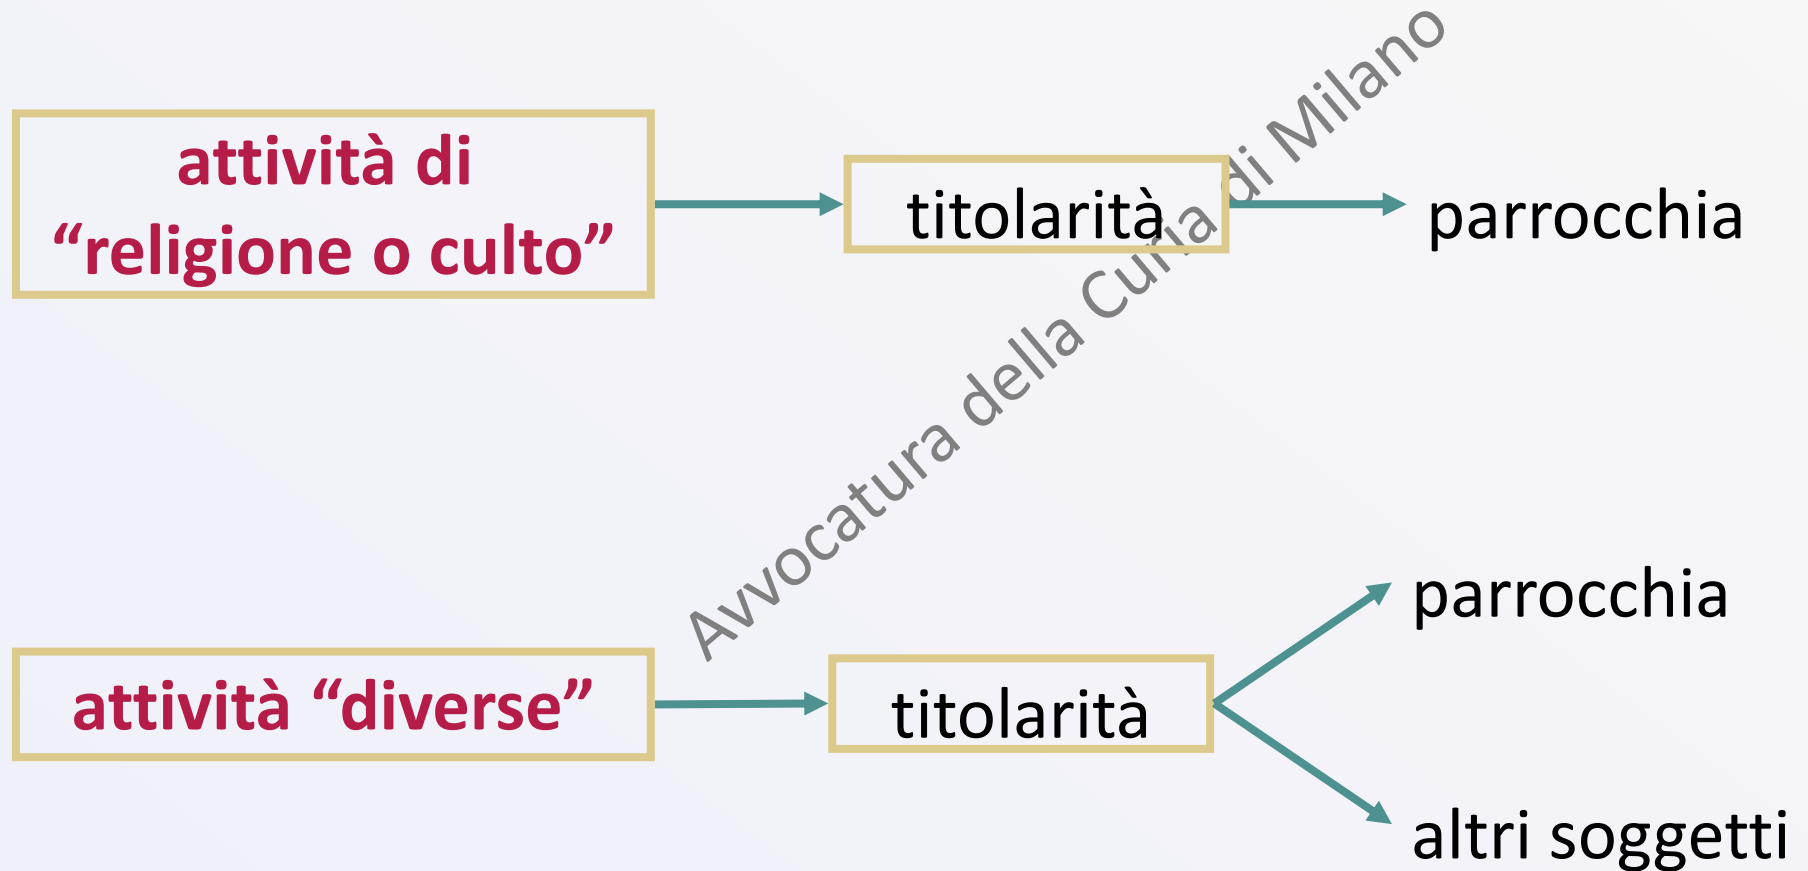 attività di
“religione o culto”
titolarità
parrocchia
Avvocatura della Curia di Milano
attività “diverse”
titolarità
parrocchia
altri soggetti